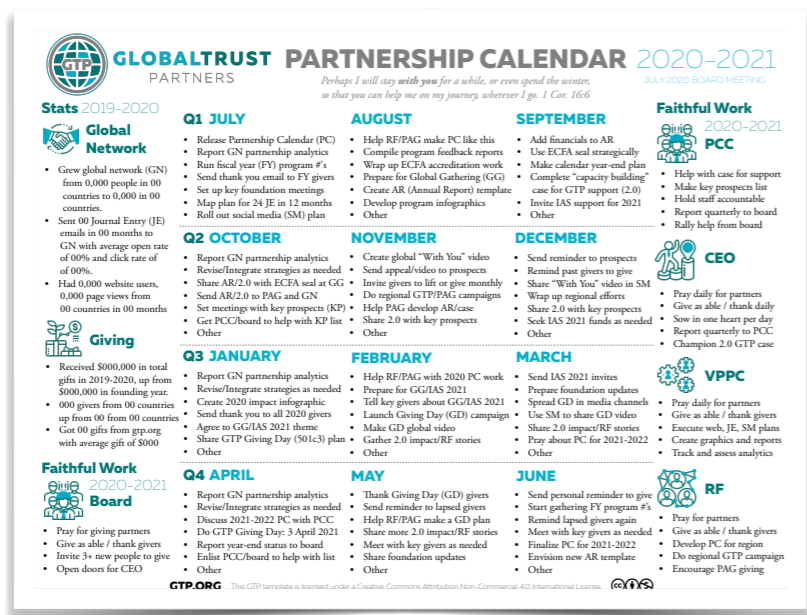 GTP
GLOBALTRUST
PARTNERS
PARTNERSHIP CALENDAR 2020-2021
Perhaps I will stay with you for a while, or even spend the winter,
so that you can help me on my journey, wherever I go. 1 Cor. 16:6
JULY 2020 BOARD MEETING
Stats 2019-2020
Global
Network
• Grew global network (GN)
from 0,000 people in 00
countries to 0,000 in 00
countries.
• Sent 00 Journal Entry (JE)
emails in 00 months to
GN with average open rate
of 00% and click rate of
of 00%.
• Had 0,000 website users,
0,000 page views from
00 countries in 00 months
Giving
• Received $000,000 in total
gifts in 2019-2020, up from
$000,000 in founding year.
• 000 givers from 00 countries
up from 00 from 00 countries
• Got 00 gifts from gtp.org
with average gift of $000
Faithful Work
2020-2021
Board
• Pray for giving partners
• Give as able / thank givers
• Invite 3+ new people to give
• Open doors for CEO
Q1 JULY
• Release Partnership Calendar (PC)
• Report GN partnership analytics
• Run fiscal year (FY) program #'s
• Send thank you email to FY givers
• Set up key foundation meetings
• Map plan for 24 JE in 12 months
• Roll out social media (SM) plan
AUGUST
• Help RF/PAG make PC like this
• Compile program feedback reports
• Wrap up ECFA accreditation work
• Prepare for Global Gathering (GG)
• Create AR (Annual Report) template
• Develop program infographics
• Other
SEPTEMBER
• Add financials to AR
• Use ECFA seal strategically
• Make calendar year-end plan
• Complete "capacity building"
case for GTP support (2.0)
• Invite IAS support for 2021
• Other
Q2 OCTOBER
• Report GN partnership analytics
• Revise/Integrate strategies as needed
• Share AR/2.0 with ECFA seal at GG
• Send AR/2.0 to PAG and GN
• Set meetings with key prospects (KP)
• Get PCC/board to help with KP list
• Other
NOVEMBER
• Create global "With You" video
• Send appeal/video to prospects
• Invite givers to lift or give monthly
• Do regional GTP/PAG campaigns
• Help PAG develop AR/case
• Share 2.0 with key prospects
• Other
DECEMBER
• Send reminder to prospects
• Remind past givers to give
• Share "With You" video in SM
• Wrap up regional efforts
• Share 2.0 with key prospects
• Seek IAS 2021 funds as needed
• Other
Q3 JANUARY
• Report GN partnership analytics
• Revise/Integrate strategies as needed
• Create 2020 impact infographic
• Send thank you to all 2020 givers
• Agree to GG/IAS 2021 theme
• Share GTP Giving Day (501c3) plan
• Other
FEBRUARY
• Help RF/PAG with 2020 PC work
• Prepare for GG/IAS 2021
• Tell key givers about GG/IAS 2021
• Launch Giving Day (GD) campaign
• Make GD global video
• Gather 2.0 impact/RF stories
• Other
MARCH
• Send IAS 2021 invites
• Prepare foundation updates
• Spread GD in media channels
• Use SM to share GD video
• Share 2.0 impact/RF stories
• Pray about PC for 2021-2022
• Other
Q4 APRIL
• Report GN partnership analytics
• Revise/Integrate strategies as needed
• Discuss 2021-2022 PC with PCC
• Do GTP Giving Day: 3 April 2021
• Report year-end status to board
• Enlist PCC/board to help with list
• Other
MAY
• Thank Giving Day (GD) givers
• Send reminder to lapsed givers
• Help RF/PAG make a GD plan
• Share more 2.0 impact/RF stories
• Meet with key givers as needed
• Share foundation updates
• Other
JUNE
• Send personal reminder to give
• Start gathering FY program #'s
• Remind lapsed givers again
• Meet with key givers as needed
• Finalize PC for 2021-2022
• Envision new AR template
• Other
Faithful Work
2020-2021
PCC
• Help with case for support
• Make key prospects list
• Hold staff accountable
• Report quarterly to board
• Rally help from board
CEO
• Pray daily for partners
• Give as able / thank daily
• Sow in one heart per day
• Report quarterly to PCC
• Champion 2.0 GTP case
VPPC
• Pray daily for partners
• Give as able / thank givers
• Execute web, JE, SM plans
• Create graphics and reports
• Track and assess analytics
RF
• Pray for partners
• Give as able / thank givers
• Develop PC for region
• Do regional GTP campaign
• Encourage PAG giving
GTP.ORG This GTP template is licensed under a Creative Commons Attribution Non-Commercial 4.0 International License.